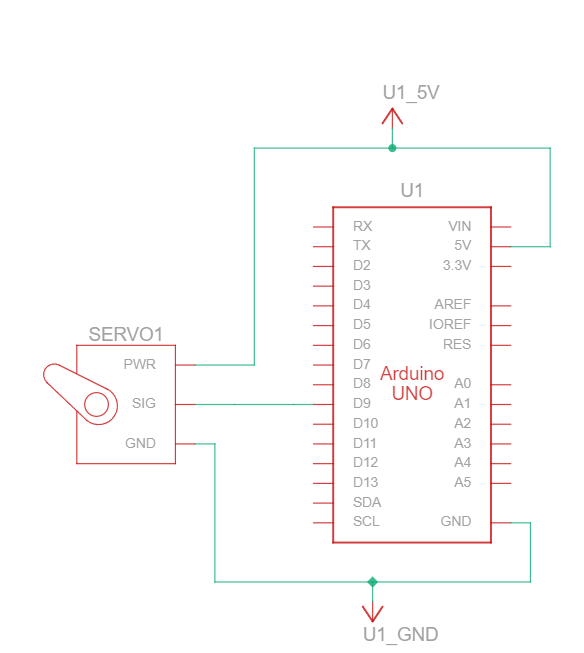 U1_5V
U1
RX
VIN
TX
5V
D2
3.3V
D3
D4
AREF
D5
IOREF
D6
RES
D7
D8
A0
D9
A1
D10
A2
D11
A3
D12
A4
D13
A5
SDA
SCL
GND
Arduino
UNO
SERVO1
PWR
SIG
GND
U1_GND